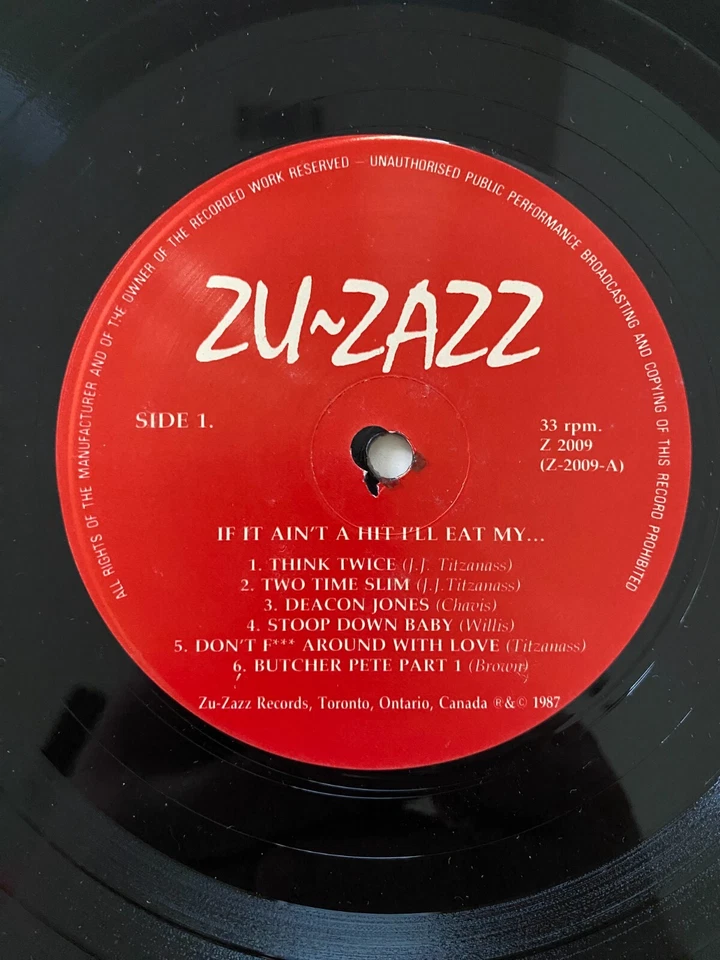 ALL RIGHTS OF THE MANUFACTURER AND OF THE OWNER OF THE RECORDED WORK RESERVED – UNAUTHORISED PUBLIC PERFORMANCE BROADCASTING AND COPYING OF THIS RECORD PROHIBITED
ZU~ZAZZ
SIDE 1.
33 rpm.
Z 2009
(Z-2009-A)
IF IT AIN'T A HIT I'LL EAT MY...
1. THINK TWICE (J.J. Titzanass)
2. TWO TIME SLIM (J.J.Titzanass)
3. DEACON JONES (Chavis)
4. STOOP DOWN BABY (Willis)
5. DON'T F*** AROUND WITH LOVE (Titzanass)
6. BUTCHER PETE PART 1 (Brown)
Zu-Zazz Records, Toronto, Ontario, Canada ®&© 1987